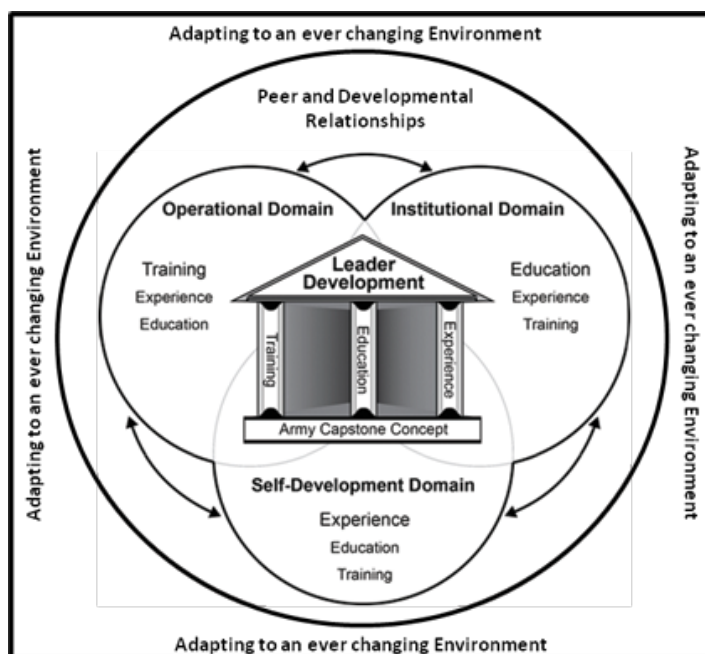 Adapting to an ever changing Environment
Peer and Developmental
Relationships
Adapting to an ever changing Environment
Adapting to an ever changing Environment
Operational Domain
Institutional Domain
Training
Experience
Education
Leader
Development
Education
Experience
Training
Training
Education
Experience
Army Capstone Concept
Self-Development Domain
Experience
Education
Training
Adapting to an ever changing Environment